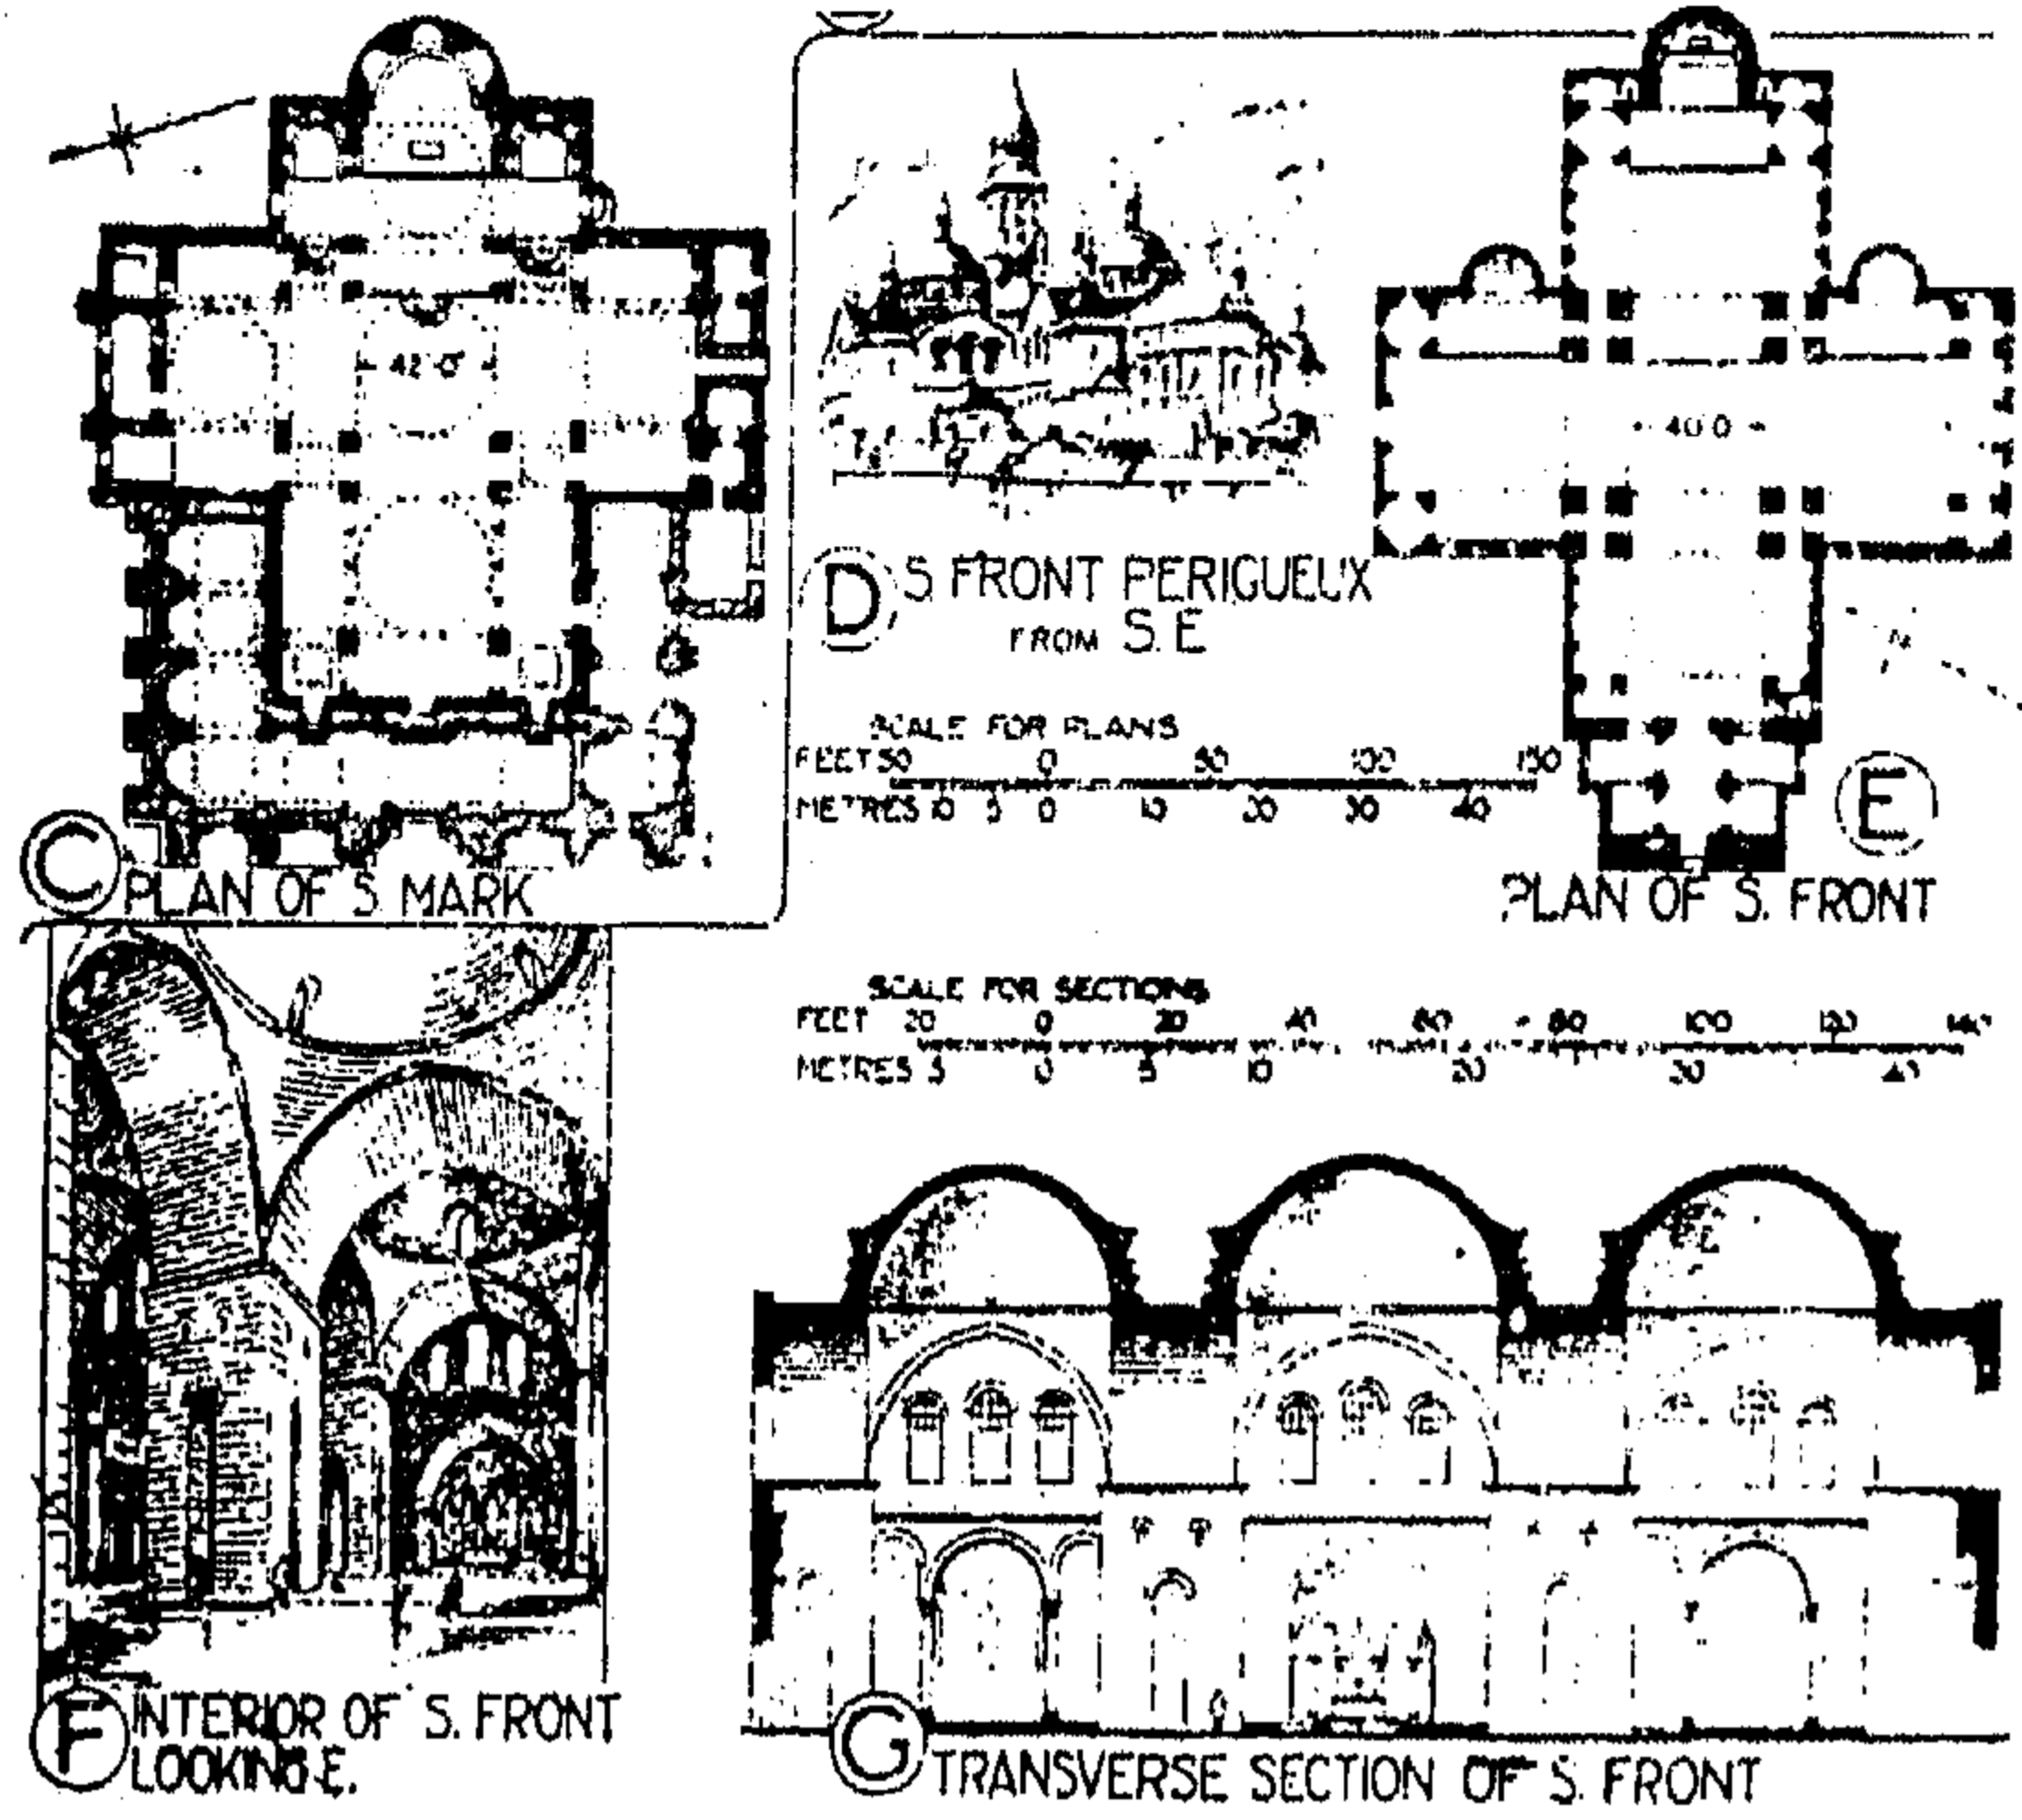 42·0"
C PLAN OF S. MARK
D S FRONT PERIGUEUX
FROM S.E
40 0
E
PLAN OF S. FRONT
SCALE FOR PLANS
FEET 50 0 50 100 150
METRES 10 5 0 10 20 30 40
SCALE FOR SECTIONS
FEET 20 0 20 40 60 80 100 120 140
METRES 5 0 5 10 20 30 40
F INTERIOR OF S. FRONT
LOOKING E.
G TRANSVERSE SECTION OF S. FRONT